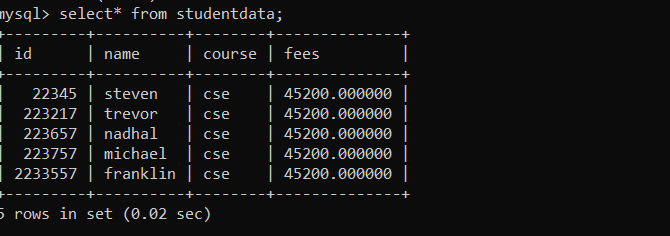 mysql> select* from studentdata;
+---------+----------+--------+--------------+
| id      | name     | course | fees         |
+---------+----------+--------+--------------+
|   22345 | steven   | cse    | 45200.000000 |
|  223217 | trevor   | cse    | 45200.000000 |
|  223657 | nadhal   | cse    | 45200.000000 |
|  223757 | michael  | cse    | 45200.000000 |
| 2233557 | franklin | cse    | 45200.000000 |
+---------+----------+--------+--------------+
5 rows in set (0.02 sec)